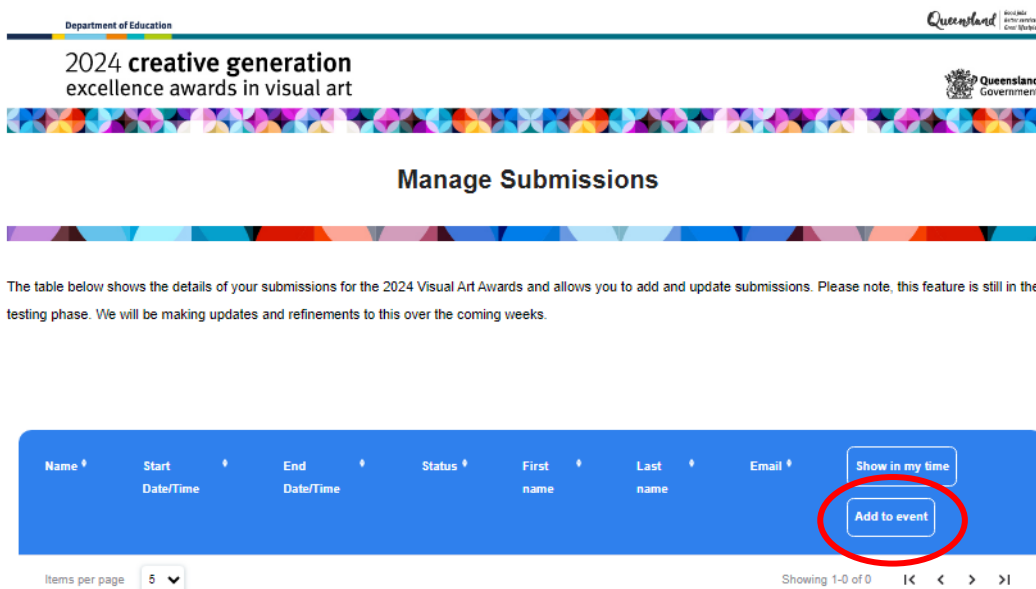 Department of Education
Queensland
2024 creative generation
excellence awards in visual art
Queensland
Government
Manage Submissions
The table below shows the details of your submissions for the 2024 Visual Art Awards and allows you to add and update submissions. Please note, this feature is still in the
testing phase. We will be making updates and refinements to this over the coming weeks.
Name Start End Status First Last Email Show in my time
Date/Time Date/Time name name
Add to event
Items per page 5 Showing 1-0 of 0